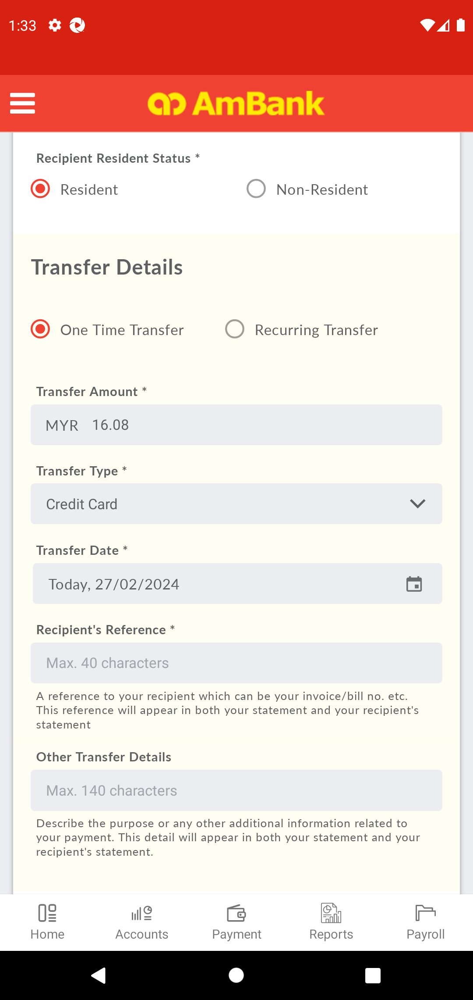 1:33
AmBank
Recipient Resident Status *
Resident
Non-Resident
Transfer Details
One Time Transfer
Recurring Transfer
Transfer Amount *
MYR 16.08
Transfer Type *
Credit Card
Transfer Date *
Today, 27/02/2024
Recipient's Reference *
Max. 40 characters
A reference to your recipient which can be your invoice/bill no. etc.
This reference will appear in both your statement and your recipient's
statement
Other Transfer Details
Max. 140 characters
Describe the purpose or any other additional information related to
your payment. This detail will appear in both your statement and your
recipient's statement.
Home
Accounts
Payment
Reports
Payroll